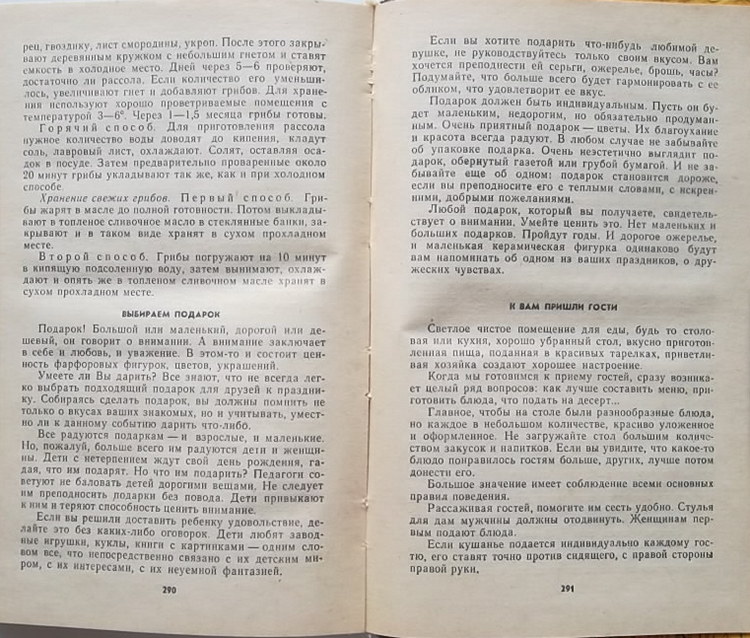 рец, гвоздику, лист смородины, укроп. После этого закры-
вают деревянным кружком с небольшим гнетом и ставят
емкость в холодное место. Дней через 5—6 проверяют,
достаточно ли рассола. Если количество его уменьши-
лось, увеличивают гнет и добавляют грибов. Для хране-
ния используют хорошо проветриваемые помещения с
температурой 3—6°. Через 1—1,5 месяца грибы готовы.
Горячий способ. Для приготовления рассола
нужное количество воды доводят до кипения, кладут
соль, лавровый лист, охлаждают. Солят, оставляя оса-
док в посуде. Затем предварительно проваренные около
20 минут грибы укладывают так же, как и при холодном
способе.
Хранение свежих грибов. Первый способ. Гри-
бы жарят в масле до полной готовности. Потом выклады-
вают в топленое сливочное масло в стеклянные банки, за-
крывают и в таком виде хранят в сухом прохладном
месте.
Второй способ. Грибы погружают на 10 минут
в кипящую подсоленную воду, затем вынимают, охлаж-
дают и опять же в топленом сливочном масле хранят в
сухом прохладном месте.
ВЫБИРАЕМ ПОДАРОК
Подарок! Большой или маленький, дорогой или де-
шевый, он говорит о внимании. А внимание заключает
в себе и любовь, и уважение. В этом-то и состоит цен-
ность фарфоровых фигурок, цветов, украшений.
Умеете ли Вы дарить? Все знают, что не всегда лег-
ко выбрать подходящий подарок для друзей к праздни-
ку. Собираясь сделать подарок, вы должны помнить не
только о вкусах ваших знакомых, но и учитывать, умест-
но ли к данному событию дарить что-либо.
Все радуются подаркам — и взрослые, и маленькие.
Но, пожалуй, больше всего им радуются дети и женщи-
ны. Дети с нетерпением ждут свой день рождения, га-
дая, что им подарят. Но что им подарить? Педагоги со-
ветуют не баловать детей дорогими вещами. Не следует
им преподносить подарки без повода. Дети привыкают
к ним и теряют способность ценить внимание.
Если вы решили доставить ребенку удовольствие, де-
лайте это без каких-либо оговорок. Дети любят завод-
ные игрушки, куклы, книги с картинками — одним сло-
вом все, что непосредственно связано с их детским ми-
ром, с их интересами, с их неуемной фантазией.
290
Если вы хотите подарить что-нибудь любимой де-
вушке, не руководствуйтесь только своим вкусом. Вам
хочется преподнести ей серьги, ожерелье, брошь, часы?
Подумайте, что больше всего будет гармонировать с ее
обликом, что удовлетворит ее вкус.
Подарок должен быть индивидуальным. Пусть он бу-
дет маленьким, недорогим, но обязательно продуман-
ным. Очень приятный подарок — цветы. Их благоухание
и красота всегда радуют. В любом случае не забывайте
об упаковке подарка. Очень неэстетично выглядит по-
дарок, обернутый газетой или грубой бумагой. И не за-
бывайте еще об одном: подарок становится дороже,
если вы преподносите его с теплыми словами, с искрен-
ними, добрыми пожеланиями.
Любой подарок, который вы получаете, свидетель-
ствует о внимании. Умейте ценить это. Нет маленьких и
больших подарков. Пройдут годы. И дорогое ожерелье,
и маленькая керамическая фигурка одинаково будут
вам напоминать об одном из ваших праздников, о дру-
жеских чувствах.
К ВАМ ПРИШЛИ ГОСТИ
Светлое чистое помещение для еды, будь то столо-
вая или кухня, хорошо убранный стол, вкусно приготов-
ленная пища, поданная в красивых тарелках, приветли-
вая хозяйка создают хорошее настроение.
Когда мы готовимся к приему гостей, сразу возника-
ет целый ряд вопросов: как лучше составить меню, при-
готовить блюда, что подать на десерт...
Главное, чтобы на столе были разнообразные блюда,
но каждое в небольшом количестве, красиво уложенное
и оформленное. Не загружайте стол большим количе-
ством закусок и напитков. Если вы увидите, что какое-то
блюдо понравилось гостям больше, других, лучше потом
донести его.
Большое значение имеет соблюдение всеми основных
правил поведения.
Рассаживая гостей, помогите им сесть удобно. Стулья
для дам мужчины должны отодвинуть. Женщинам пер-
вым подают блюда.
Если кушанье подается индивидуально каждому гос-
тю, его ставят точно против сидящего, с правой стороны
правой руки.
291